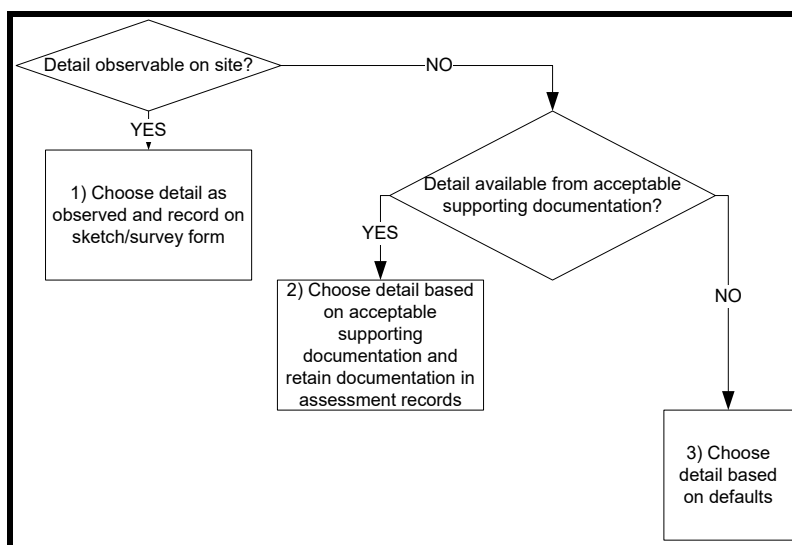 Detail observable on site?
NO
YES
1) Choose detail as
observed and record on
sketch/survey form
Detail available from acceptable
supporting documentation?
YES
2) Choose detail based
on acceptable
supporting
documentation and
retain documentation in
assessment records
NO
3) Choose
detail based
on defaults